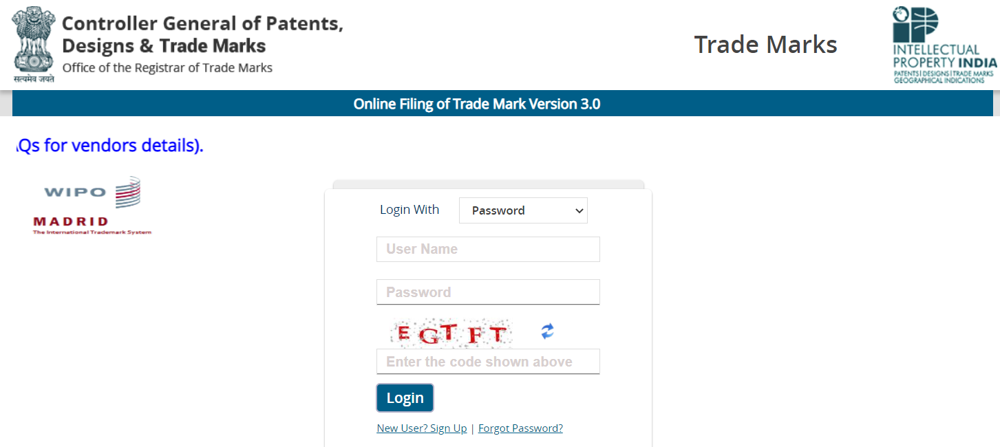 Controller General of Patents,
Designs & Trade Marks
Office of the Registrar of Trade Marks
सत्यमेव जयते
Trade Marks
INTELLECTUAL
PROPERTY INDIA
PATENTS | DESIGNS | TRADE MARKS
GEOGRAPHICAL INDICATIONS
Online Filing of Trade Mark Version 3.0
AQs for vendors details).
WIPO
MADRID
The International Trademark System
Login With
Password
User Name
Password
EGTFT
Enter the code shown above
Login
New User? Sign Up | Forgot Password?